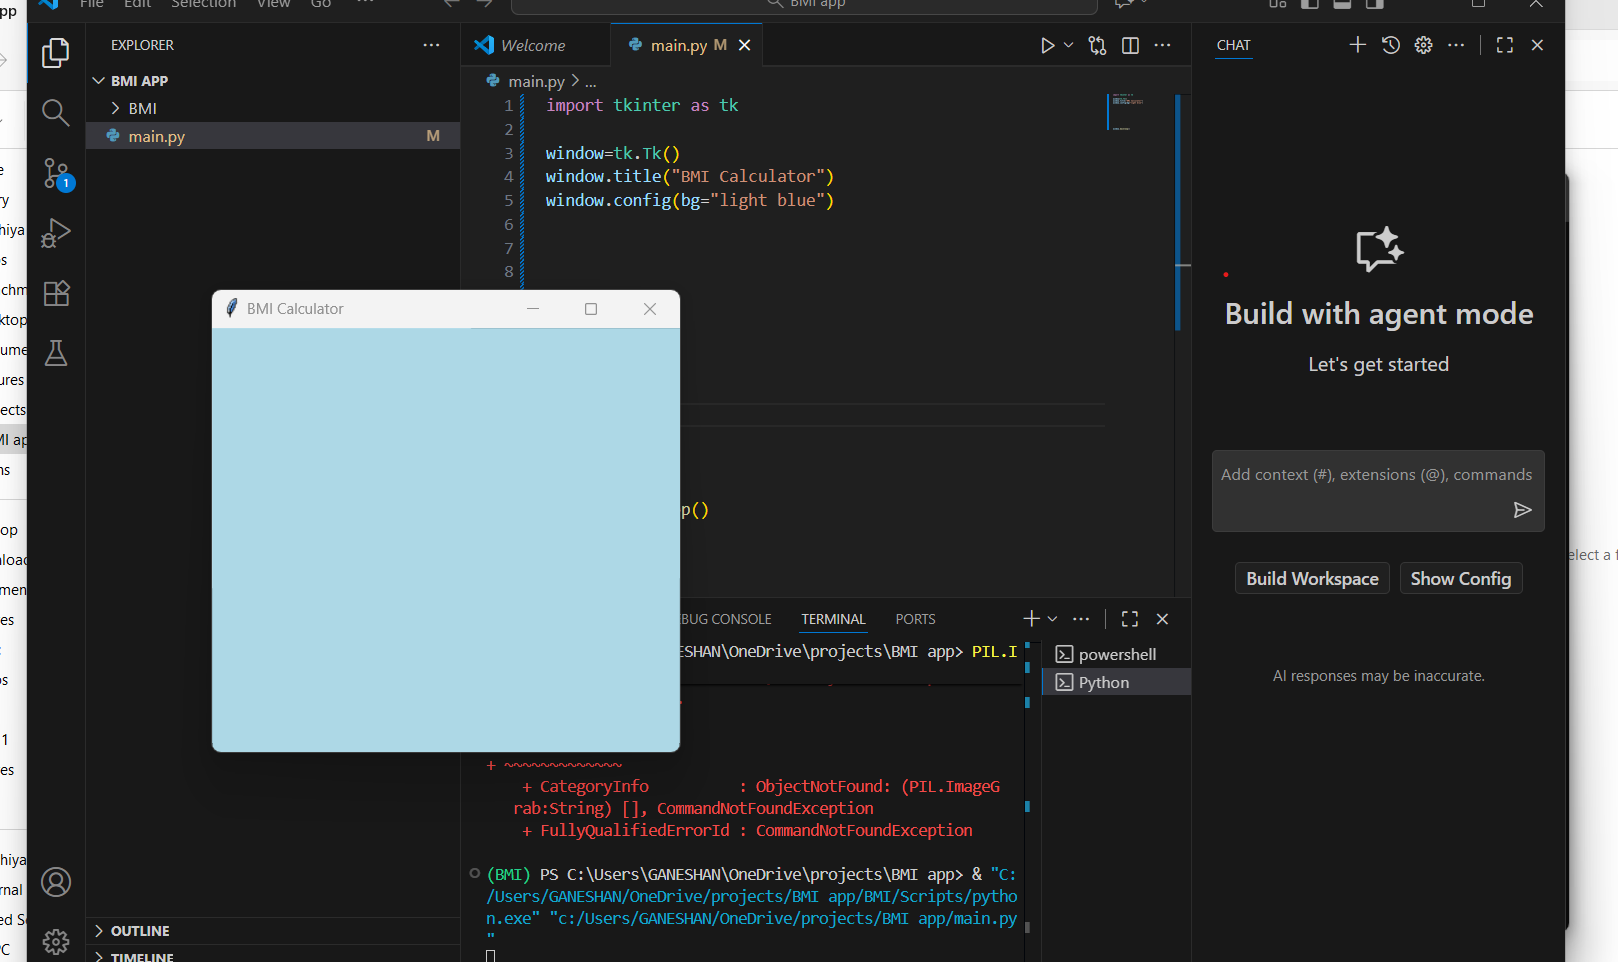 File Edit Selection View Go ... BMI app
EXPLORER
BMI APP
BMI
main.py M
Welcome
main.py M
main.py > ...
1 import tkinter as tk
2
3 window=tk.Tk()
4 window.title("BMI Calculator")
5 window.config(bg="light blue")
6
7
8
p()
BMI Calculator
BUG CONSOLE TERMINAL PORTS
ESHAN\OneDrive\projects\BMI app> PIL.I
+ ~~~~~~~~~~~~~
+ CategoryInfo : ObjectNotFound: (PIL.ImageG
rab:String) [], CommandNotFoundException
+ FullyQualifiedErrorId : CommandNotFoundException
(BMI) PS C:\Users\GANESHAN\OneDrive\projects\BMI app> & "C:
/Users/GANESHAN/OneDrive/projects/BMI app/BMI/Scripts/pytho
n.exe" "c:/Users/GANESHAN/OneDrive/projects/BMI app/main.py
"
powershell
Python
OUTLINE
TIMELINE
CHAT
Build with agent mode
Let's get started
Add context (#), extensions (@), commands
Build Workspace
Show Config
AI responses may be inaccurate.
elect a f